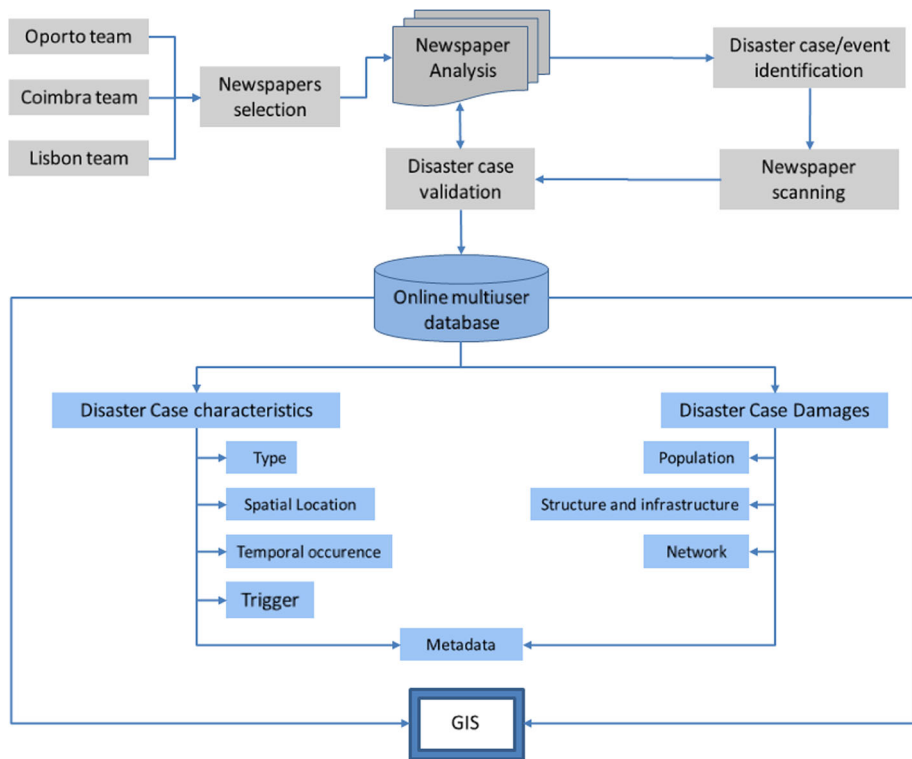 Oporto team
Coimbra team
Lisbon team
Newspapers
selection
Newspaper
Analysis
Disaster case/event
identification
Disaster case
validation
Newspaper
scanning
Online multiuser
database
Disaster Case characteristics
Type
Spatial Location
Temporal occurence
Trigger
Disaster Case Damages
Population
Structure and infrastructure
Network
Metadata
GIS